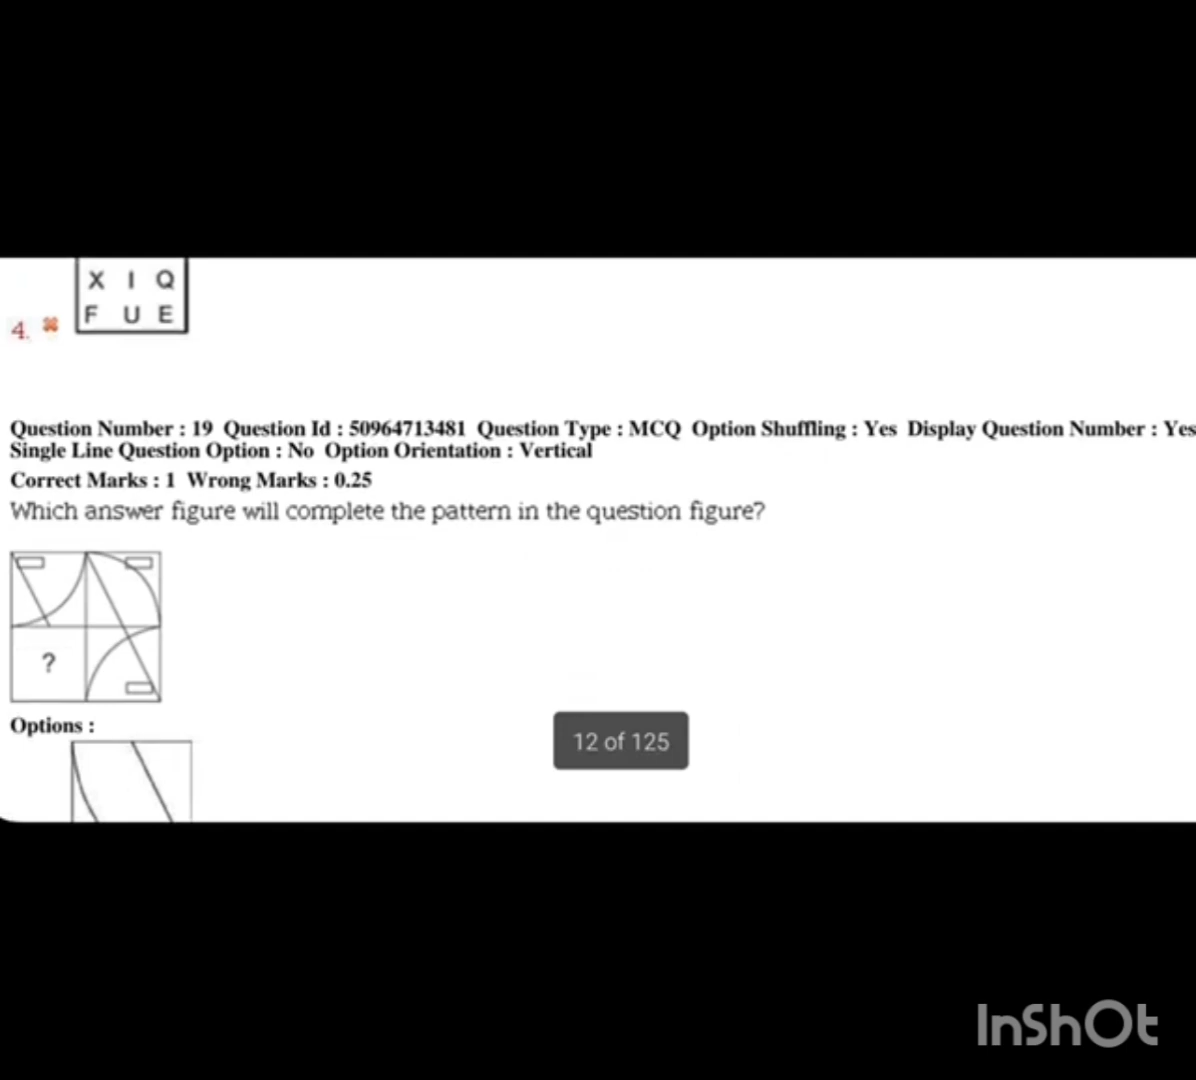 X I Q
F U E
4.
Question Number : 19 Question Id : 50964713481 Question Type : MCQ Option Shuffling : Yes Display Question Number : Yes
Single Line Question Option : No Option Orientation : Vertical
Correct Marks : 1 Wrong Marks : 0.25
Which answer figure will complete the pattern in the question figure?
?
Options :
12 of 125
InShOt